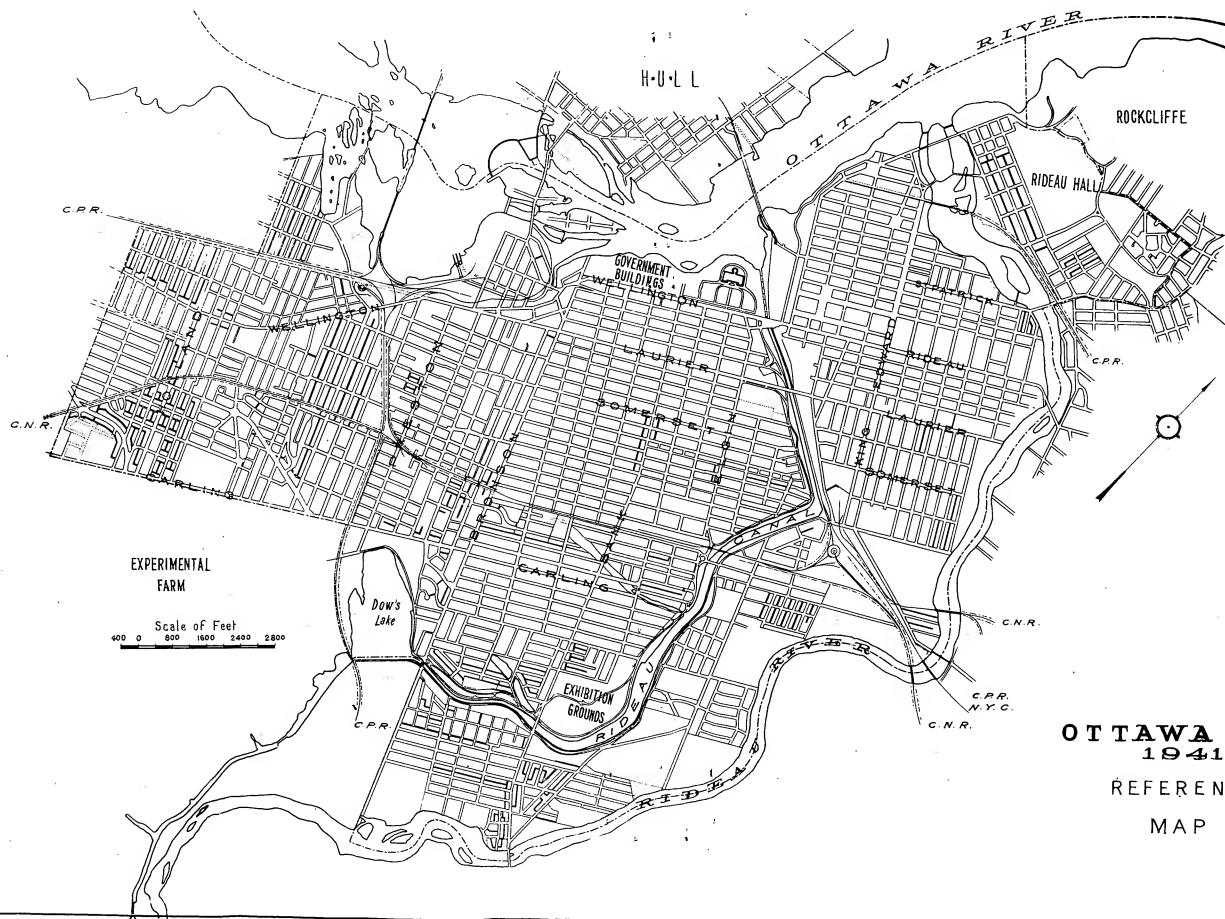 OTTAWA RIVER
H·U·L L
ROCKCLIFFE
RIDEAU HALL
C.P.R.
GOVERNMENT
BUILDINGS
WELLINGTON
ST PATRICK
WELLINGTON
LAURIER
RIDEAU
C.P.R.
SOMERSET
LAURIER
C.N.R.
SOMERSET
CARLING
CANAL
EXPERIMENTAL
FARM
CARLING
Dow's
Lake
Scale of Feet
400 0 800 1600 2400 2800
RIVER
C.N.R.
EXHIBITION
GROUNDS
RIDEAU
C.P.R.
N.Y.C.
C.P.R.
C.N.R.
RIDEAU
OTTAWA
1941
REFEREN
MAP